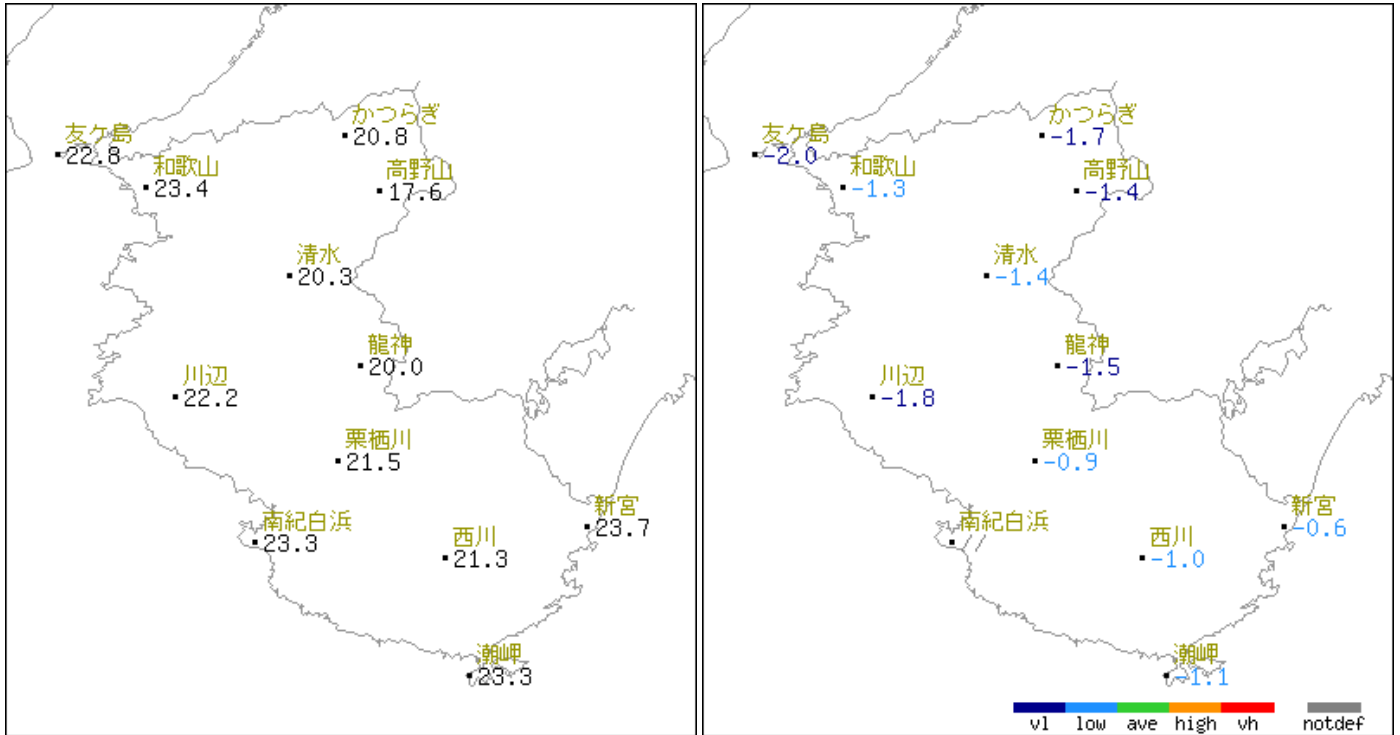 かつらぎ
20.8
友ケ島
22.8
和歌山
23.4
高野山
17.6
清水
20.3
龍神
20.0
川辺
22.2
栗栖川
21.5
新宮
23.7
南紀白浜
23.3
西川
21.3
潮岬
23.3
かつらぎ
-1.7
友ケ島
-2.0
和歌山
-1.3
高野山
-1.4
清水
-1.4
龍神
-1.5
川辺
-1.8
栗栖川
-0.9
新宮
-0.6
南紀白浜
//
西川
-1.0
潮岬
-1.1
vl low ave high vh notdef